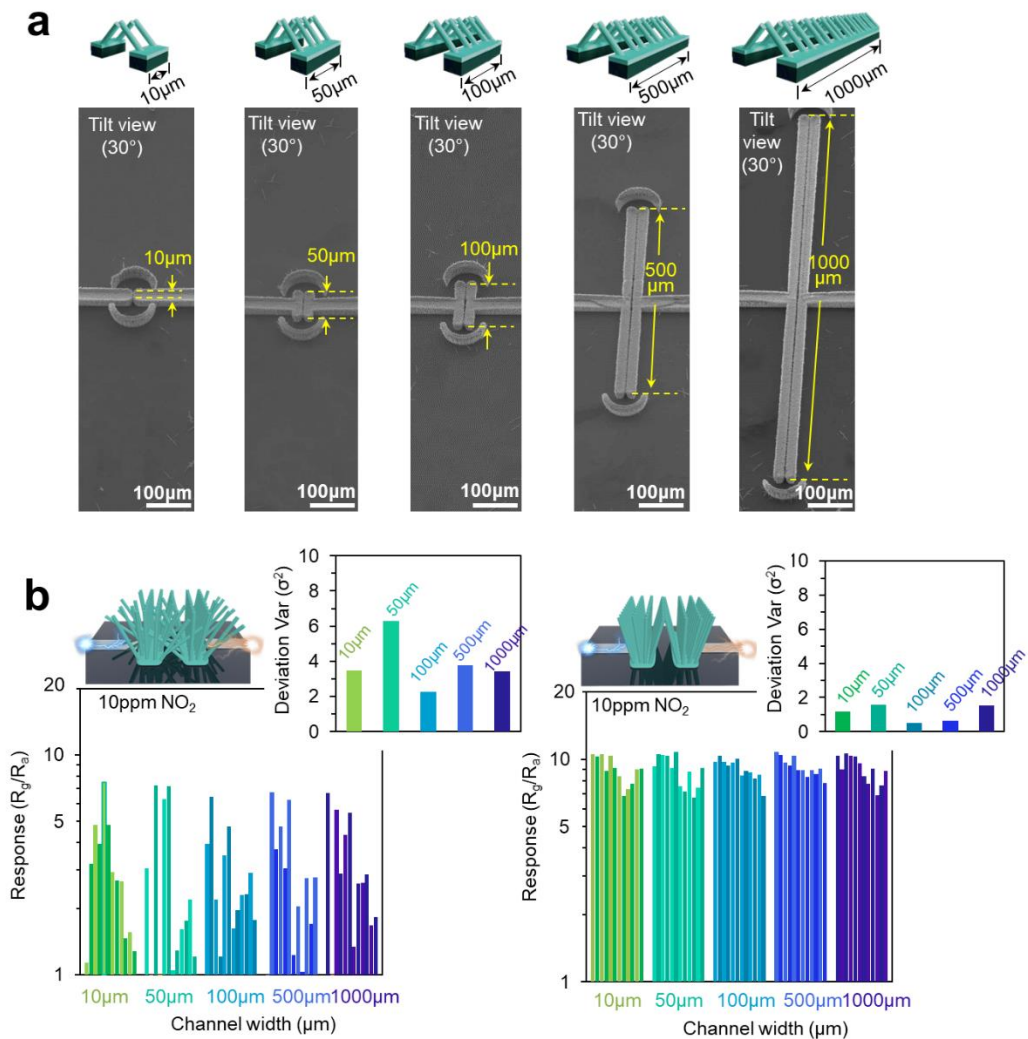 a
10µm
50µm
100µm
500µm
1000µm
Tilt view
(30°)
10µm
100µm
Tilt view
(30°)
50µm
100µm
Tilt view
(30°)
100µm
100µm
Tilt view
(30°)
500
µm
100µm
Tilt
view
(30°)
1000
µm
100µm
b
10ppm NO₂
Response (Rg/Ra)
20
10
5
1
10µm 50µm 100µm 500µm 1000µm
Channel width (µm)
Deviation Var (σ²)
10
8
6
4
2
0
10µm
50µm
100µm
500µm
1000µm
10ppm NO₂
Response (Rg/Ra)
20
10
5
1
10µm 50µm 100µm 500µm 1000µm
Channel width (µm)
Deviation Var (σ²)
10
8
6
4
2
0
10µm
50µm
100µm
500µm
1000µm